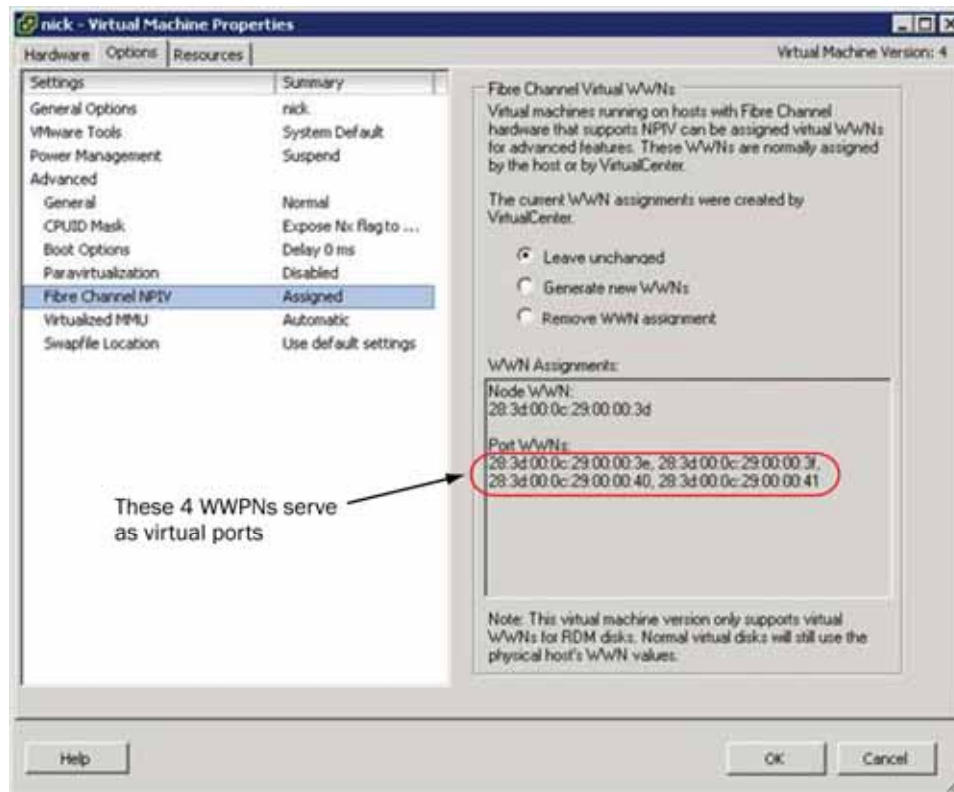 nick - Virtual Machine Properties
Hardware Options Resources Virtual Machine Version: 4
Settings Summary
General Options nick
VMware Tools System Default
Power Management Suspend
Advanced
General Normal
CPUID Mask Expose Nx flag to ...
Boot Options Delay 0 ms
Paravirtualization Disabled
Fibre Channel NPIV Assigned
Virtualized MMU Automatic
Swapfile Location Use default settings
Fibre Channel Virtual WWNs
Virtual machines running on hosts with Fibre Channel
hardware that supports NPIV can be assigned virtual WWNs
for advanced features. These WWNs are normally assigned
by the host or by VirtualCenter.
The current WWN assignments were created by
VirtualCenter.
Leave unchanged
Generate new WWNs
Remove WWN assignment
WWN Assignments:
Node WWN:
28:3d:00:0c:29:00:00:3d
Port WWNs:
28:3d:00:0c:29:00:00:3e, 28:3d:00:0c:29:00:00:3f,
28:3d:00:0c:29:00:00:40, 28:3d:00:0c:29:00:00:41
These 4 WWPNs serve
as virtual ports
Note: This virtual machine version only supports virtual
WWNs for RDM disks. Normal virtual disks will still use the
physical host's WWN values.
Help OK Cancel